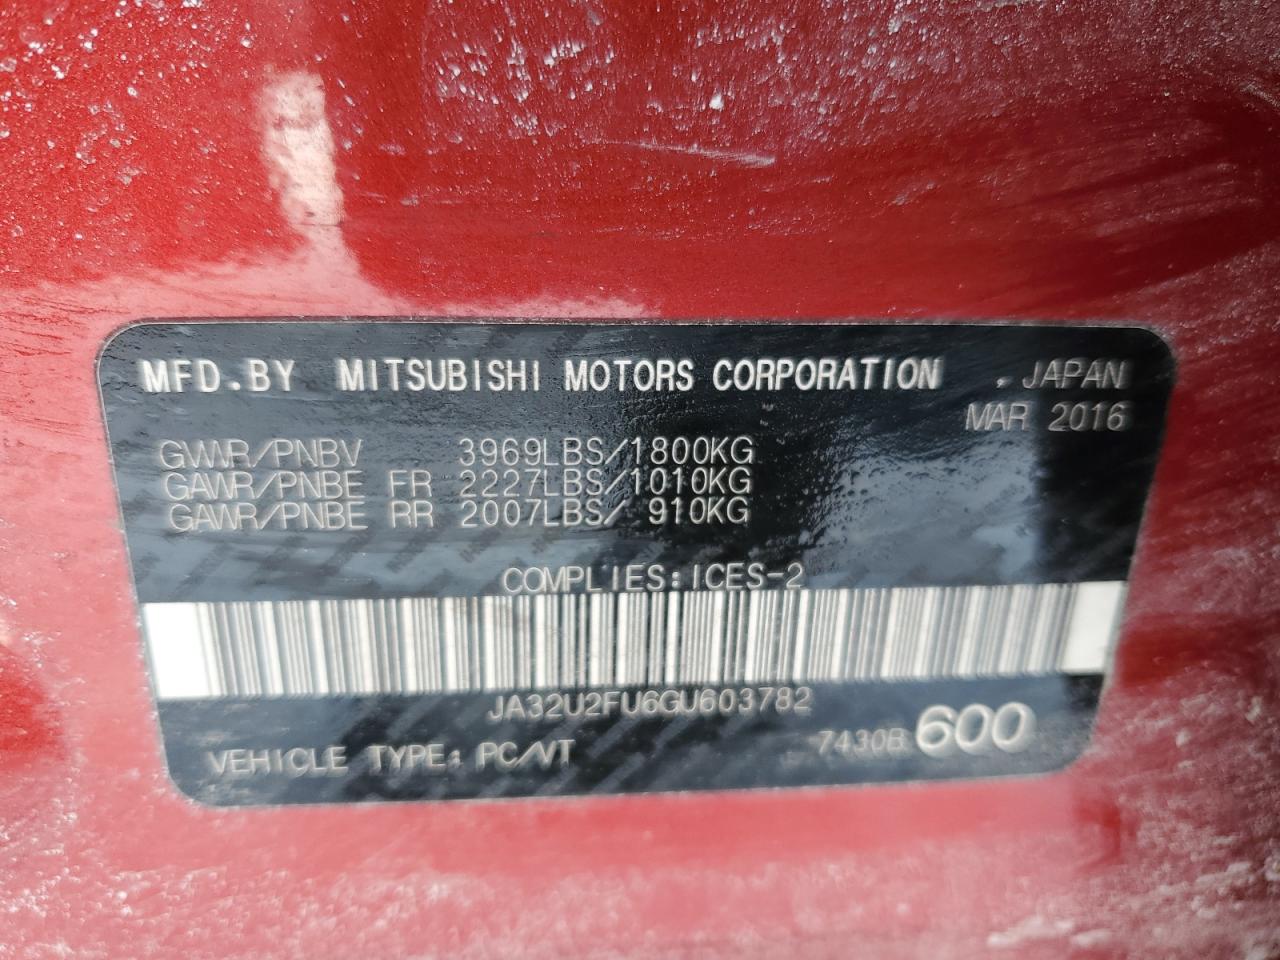 MFD.BY MITSUBISHI MOTORS CORPORATION , JAPAN
MAR 2016
GVWR/PNBV 3969LBS/1800KG
GAWR/PNBE FR 2227LBS/1010KG
GAWR/PNBE RR 2007LBS/ 910KG
COMPLIES:ICES-2
JA32U2FU6GU603782
VEHICLE TYPE: PC/VT 7430B 600